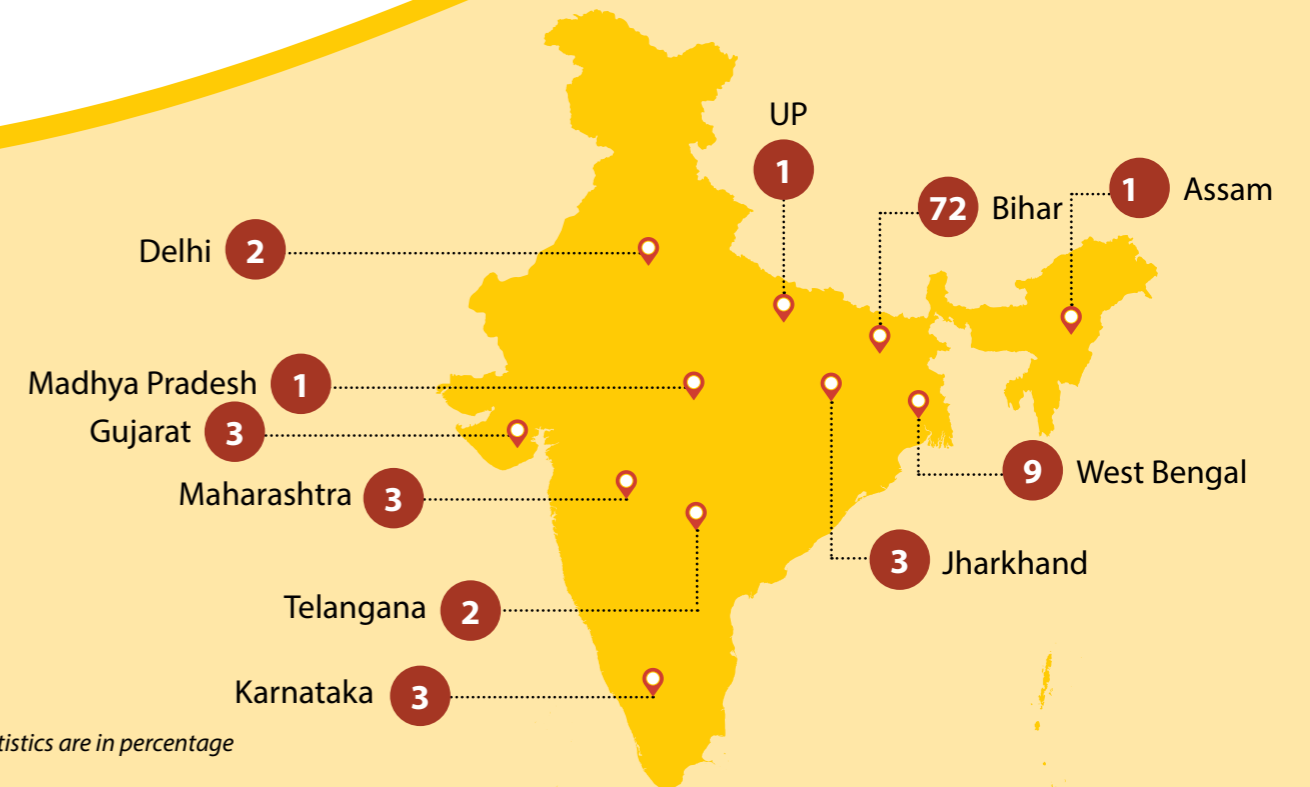 UP
1
72 Bihar
1 Assam
Delhi 2
Madhya Pradesh 1
Gujarat 3
Maharashtra 3
9 West Bengal
3 Jharkhand
Telangana 2
Karnataka 3
tistics are in percentage